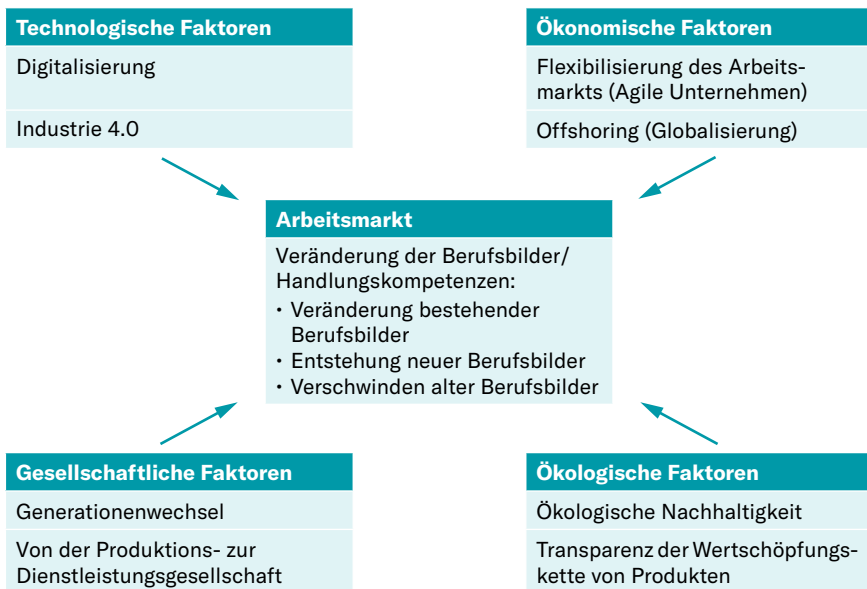 Technologische Faktoren
Digitalisierung
Industrie 4.0
Ökonomische Faktoren
Flexibilisierung des Arbeits-
markts (Agile Unternehmen)
Offshoring (Globalisierung)
Arbeitsmarkt
Veränderung der Berufsbilder/
Handlungskompetenzen:
• Veränderung bestehender
Berufsbilder
• Entstehung neuer Berufsbilder
• Verschwinden alter Berufsbilder
Gesellschaftliche Faktoren
Generationenwechsel
Von der Produktions- zur
Dienstleistungsgesellschaft
Ökologische Faktoren
Ökologische Nachhaltigkeit
Transparenz der Wertschöpfungs-
kette von Produkten